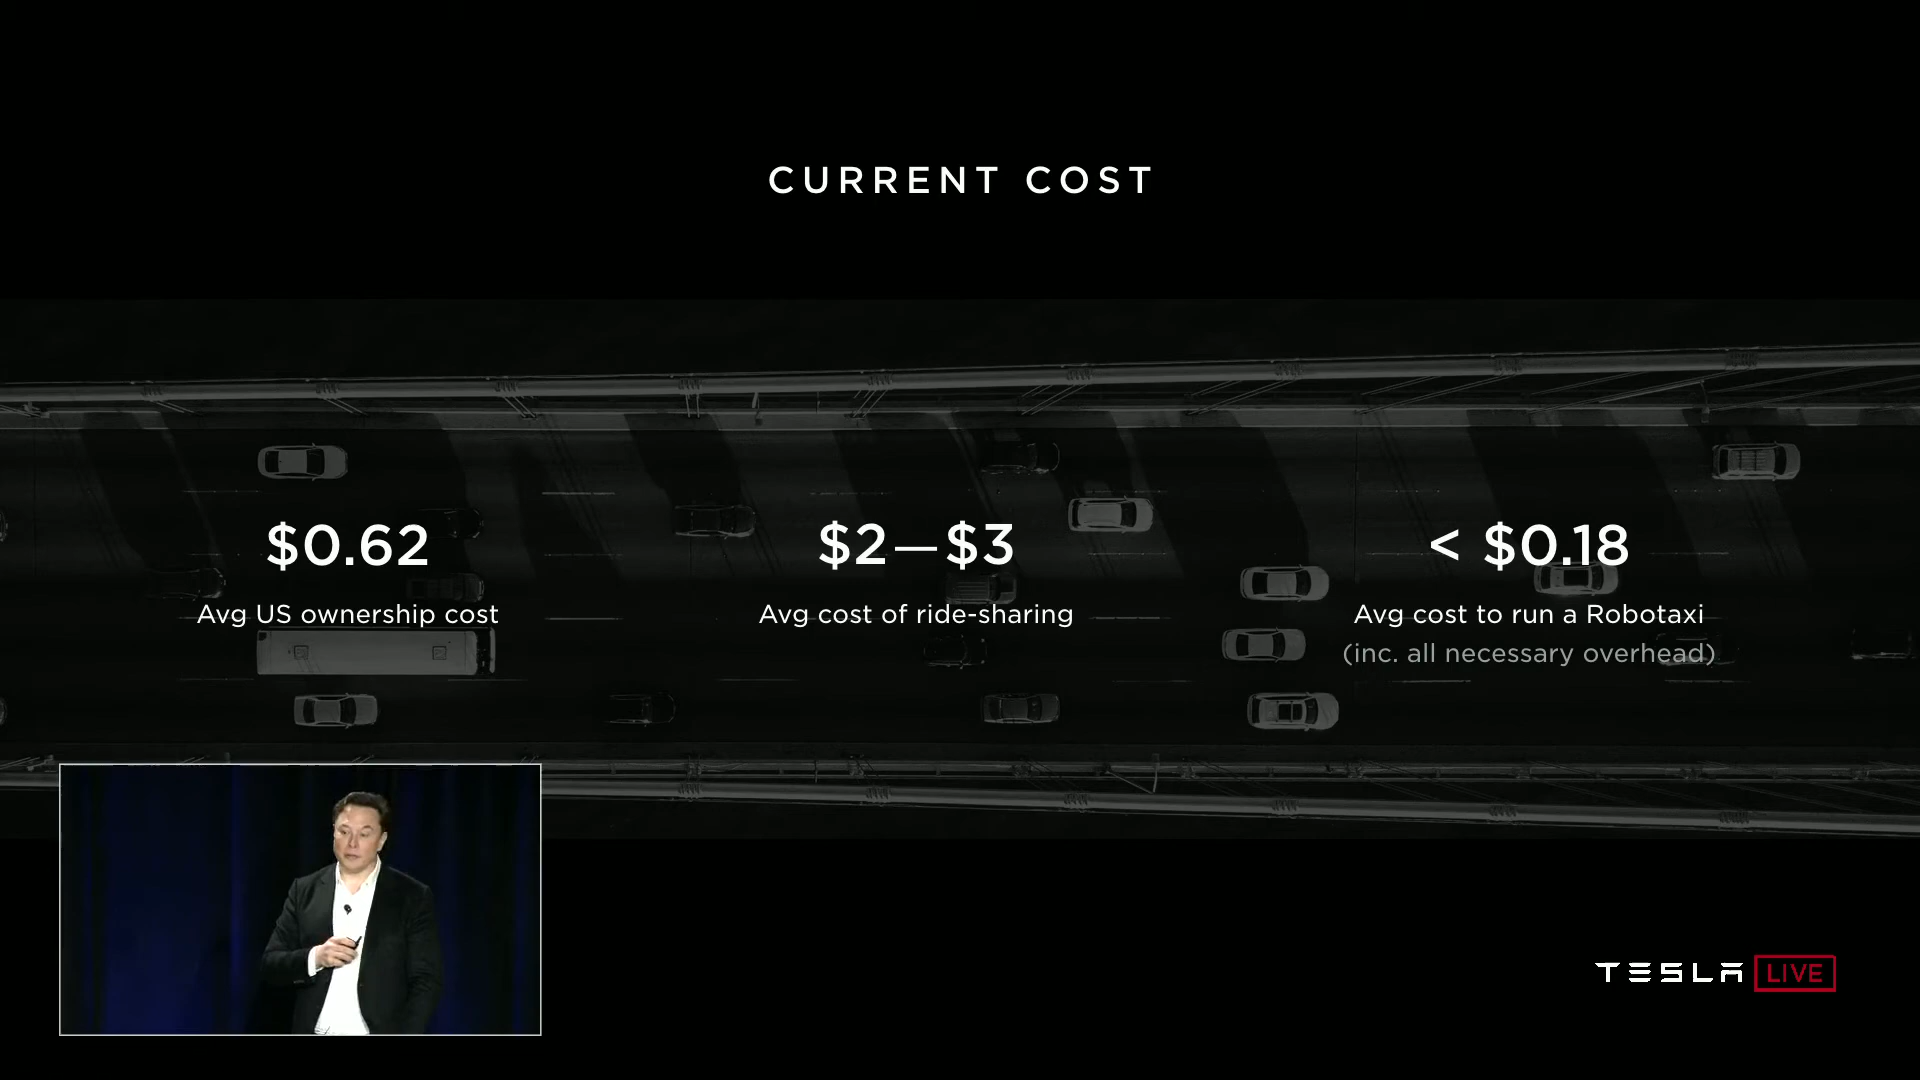 CURRENT COST
$0.62
Avg US ownership cost
$2—$3
Avg cost of ride-sharing
< $0.18
Avg cost to run a Robotaxi
(inc. all necessary overhead)
TESLA LIVE